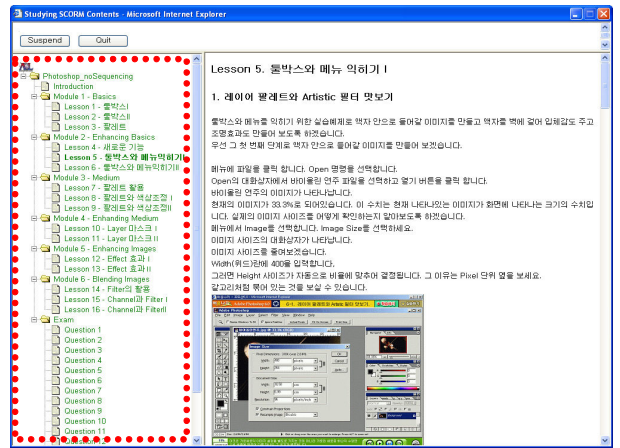 Studying SCORM Contents - Microsoft Internet Explorer
Suspend Quit
Photoshop_noSequencing
Introduction
Module 1 - Basics
Lesson 1 - 툴박스I
Lesson 2 - 툴박스II
Lesson 3 - 팔레트
Module 2 - Enhancing Basics
Lesson 4 - 새로운 기능
Lesson 5 - 툴박스와 메뉴익히기I
Lesson 6 - 툴박스와 메뉴익히기II
Module 3 - Medium
Lesson 7 - 팔레트 활용
Lesson 8 - 팔레트와 색상조정 I
Lesson 9 - 팔레트와 색상조정II
Module 4 - Enhanding Medium
Lesson 10 - Layer 마스크 I
Lesson 11 - Layer 마스크II
Module 5 - Enhancing Images
Lesson 12 - Effect 효과 I
Lesson 13 - Effect 효과 II
Module 6 - Blending Images
Lesson 14 - Filter의 활용
Lesson 15 - Channel과 Filter I
Lesson 16 - Channel과 FilterII
Exam
Question 1
Question 2
Question 3
Question 4
Question 5
Question 6
Question 7
Question 8
Question 9
Question 10
Question 11
Lesson 5. 툴박스와 메뉴 익히기 I
1. 레이어 팔레트와 Artistic 필터 맛보기
툴박스와 메뉴를 익히기 위한 실습예제로 액자 안으로 들어갈 이미지를 만들고 액자를 벽에 걸어 입체감도 주고
조명효과도 만들어 보도록 하겠습니다.
우선 그 첫 번째 단계로 액자 안으로 들어갈 이미지를 만들어 보겠습니다.
메뉴에 파일을 클릭 합니다. Open 명령을 선택합니다.
Open의 대화상자에서 바이올린 연주 파일을 선택하고 열기 버튼을 클릭 합니다.
바이올린 연주의 이미지가 나타나납니다.
현재의 이미지가 33.3%로 되어있습니다. 이 수치는 현재 나타나있는 이미지가 화면에 나타나는 크기의 수치입
니다. 실제의 이미지 사이즈를 어떻게 확인하는지 알아보도록 하겠습니다.
메뉴에서 Image를 선택합니다. Image Size를 선택하세요.
이미지 사이즈의 대화상자가 나타납니다.
이미지 사이즈를 줄여보겠습니다.
Width(위드)란에 400을 입력합니다.
그러면 Height 사이즈가 자동으로 비율에 맞추어 결정됩니다. 그 이유는 Pixel 단위 옆을 보세요.
갈고리처럼 묶어 있는 것을 보실 수 있습니다.
Adobe Photoshop
Image Size